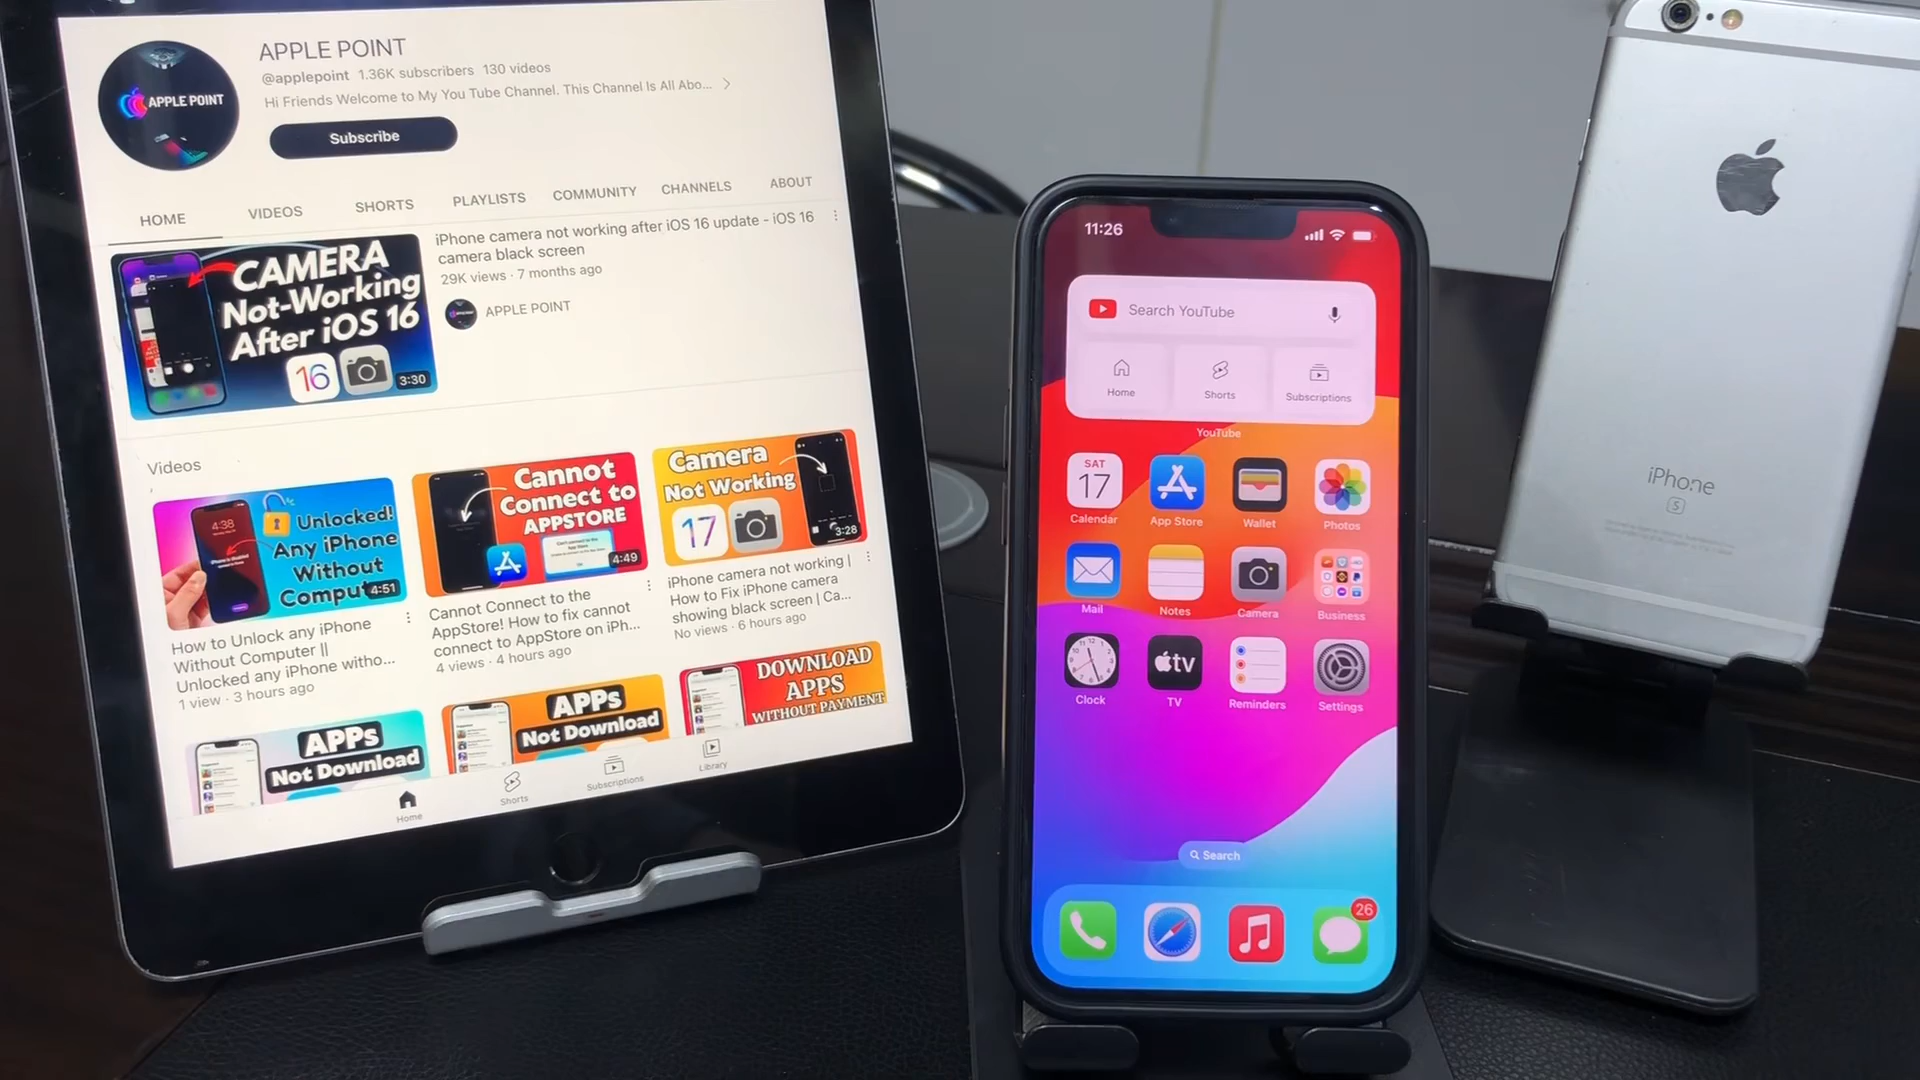 APPLE POINT
@applepoint 1.36K subscribers 130 videos
Hi Friends Welcome to My You Tube Channel. This Channel Is All Abo...
APPLE POINT
Subscribe
HOME VIDEOS SHORTS PLAYLISTS COMMUNITY CHANNELS ABOUT
CAMERA
Not-Working
After iOS 16
16
3:30
iPhone camera not working after iOS 16 update - iOS 16
camera black screen
29K views · 7 months ago
APPLE POINT
Videos
4:38
Unlocked!
Any iPhone
Without
Comput
4:51
How to Unlock any iPhone
Without Computer ||
Unlocked any iPhone witho...
1 view · 3 hours ago
Cannot
Connect to
APPSTORE
4:49
Cannot Connect to the
AppStore! How to fix cannot
connect to AppStore on iPh...
4 views · 4 hours ago
Camera
Not Working
17
3:28
iPhone camera not working |
How to Fix iPhone camera
showing black screen | Ca...
No views · 6 hours ago
APPs
Not Download
APPs
Not Download
DOWNLOAD
APPS
WITHOUT PAYMENT
Home Shorts Subscriptions Library
11:26
Search YouTube
Home Shorts Subscriptions
YouTube
SAT
17
Calendar App Store Wallet Photos
Mail Notes Camera Business
tv
Clock TV Reminders Settings
Search
26
iPhone
S